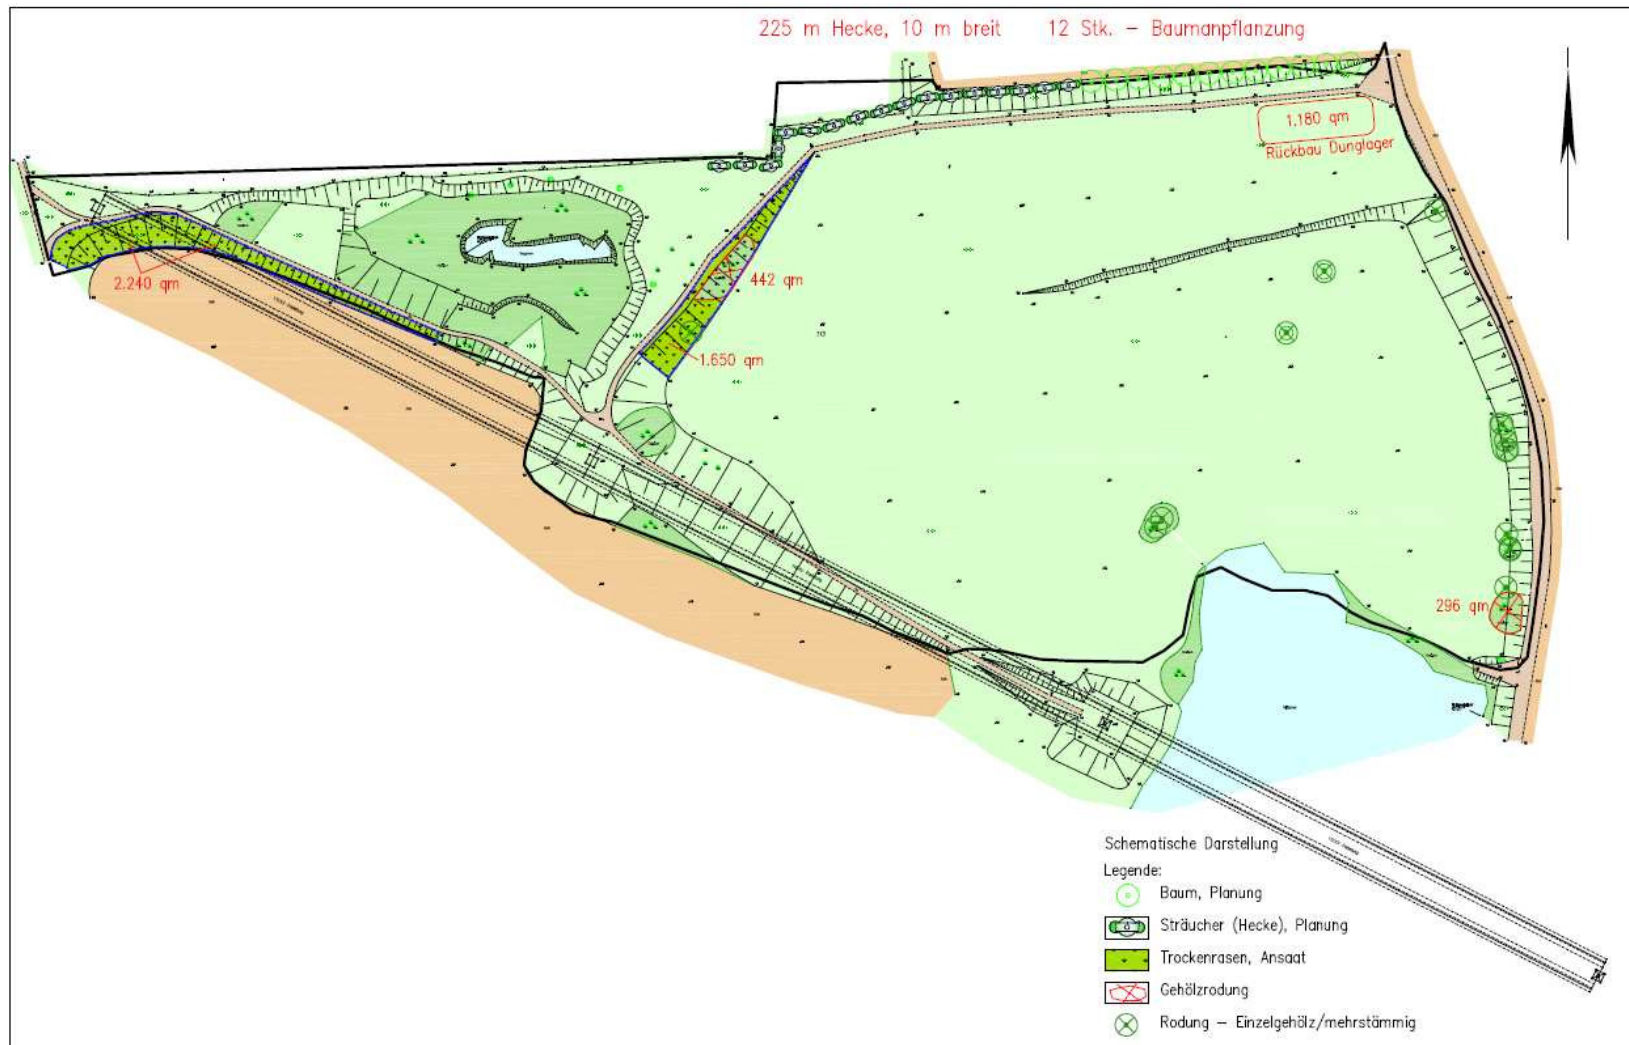 225 m Hecke, 10 m breit 12 Stk. – Baumanpflanzung
1.180 qm
Rückbau Dunglager
2.240 qm
442 qm
1.650 qm
296 qm
Schematische Darstellung
Legende:
Baum, Planung
Sträucher (Hecke), Planung
Trockenrasen, Ansaat
Gehölzrodung
Rodung – Einzelgehölz/mehrstämmig